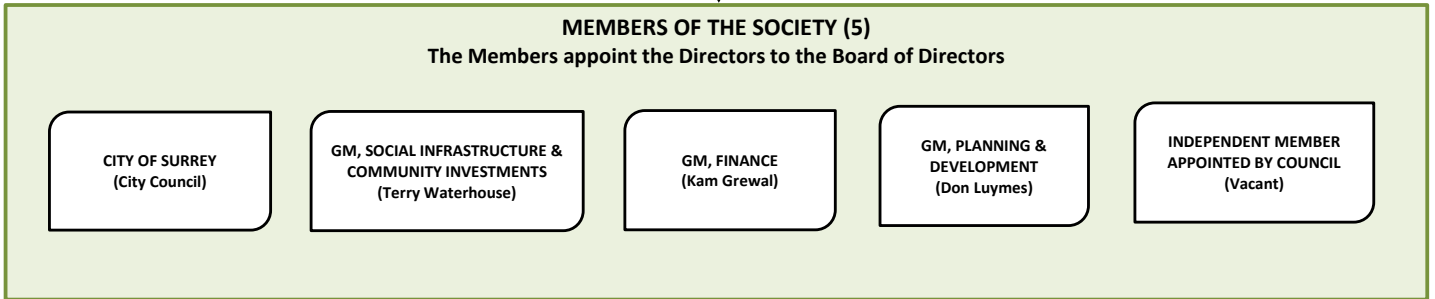 MEMBERS OF THE SOCIETY (5)
The Members appoint the Directors to the Board of Directors
CITY OF SURREY
(City Council)
GM, SOCIAL INFRASTRUCTURE &
COMMUNITY INVESTMENTS
(Terry Waterhouse)
GM, FINANCE
(Kam Grewal)
GM, PLANNING &
DEVELOPMENT
(Don Luymes)
INDEPENDENT MEMBER
APPOINTED BY COUNCIL
(Vacant)